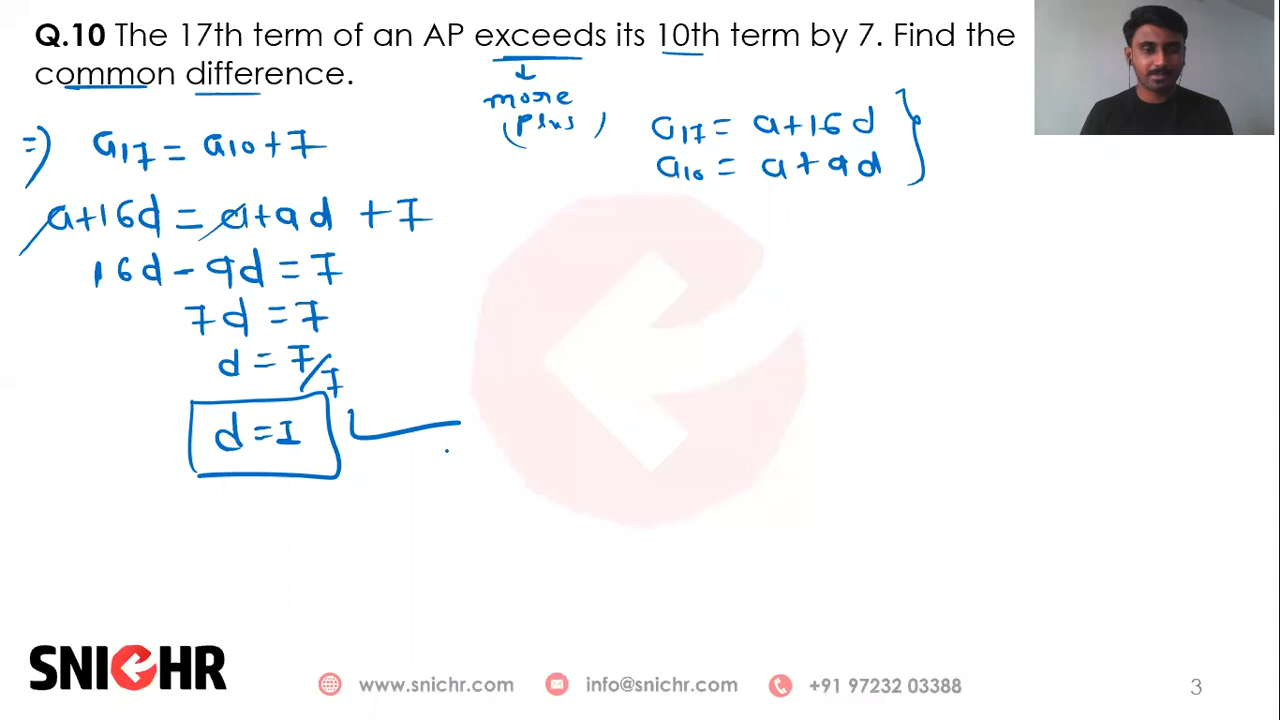 Q.10 The 17th term of an AP exceeds its 10th term by 7. Find the
common difference.
↓
more
(plus)
a₁₇ = a+16d
a₁₀ = a+9d
⇒) a₁₇ = a₁₀+7
a+16d = a+9d +7
16d - 9d = 7
7d = 7
d = 7/7
d = 1
SNICHR
www.snichr.com info@snichr.com +91 97232 03388
3